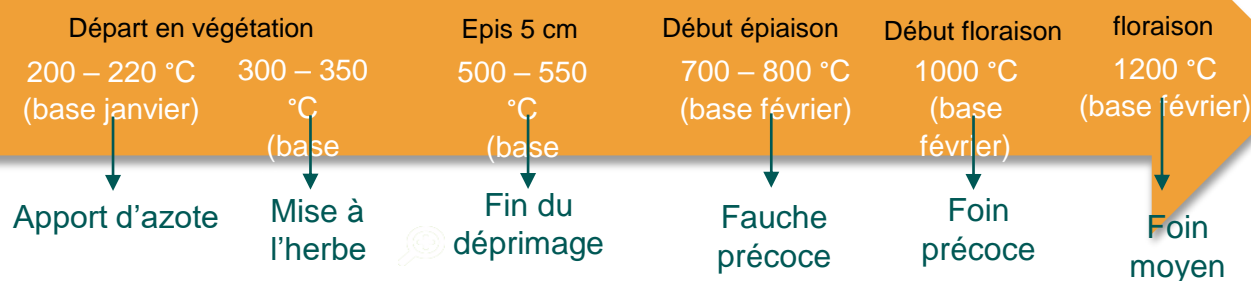 Départ en végétation
200 – 220 °C
(base janvier)
300 – 350
°C
(base
Apport d'azote
Mise à
l'herbe
Epis 5 cm
500 – 550
°C
(base
Fin du
déprimage
Début épiaison
700 – 800 °C
(base février)
Fauche
précoce
Début floraison
1000 °C
(base
février)
Foin
précoce
floraison
1200 °C
(base février)
Foin
moyen